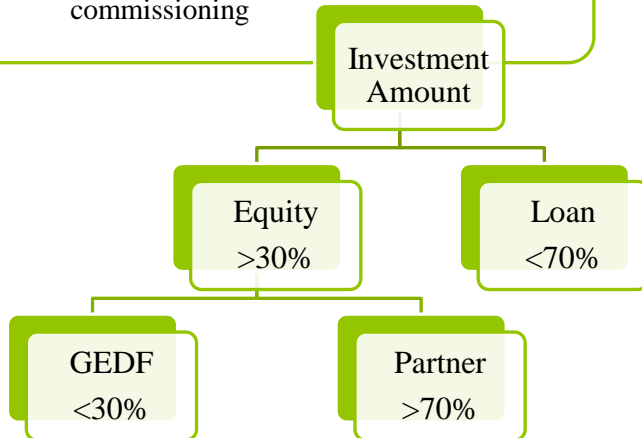 commissioning
Investment
Amount
Equity
>30%
Loan
<70%
GEDF
<30%
Partner
>70%